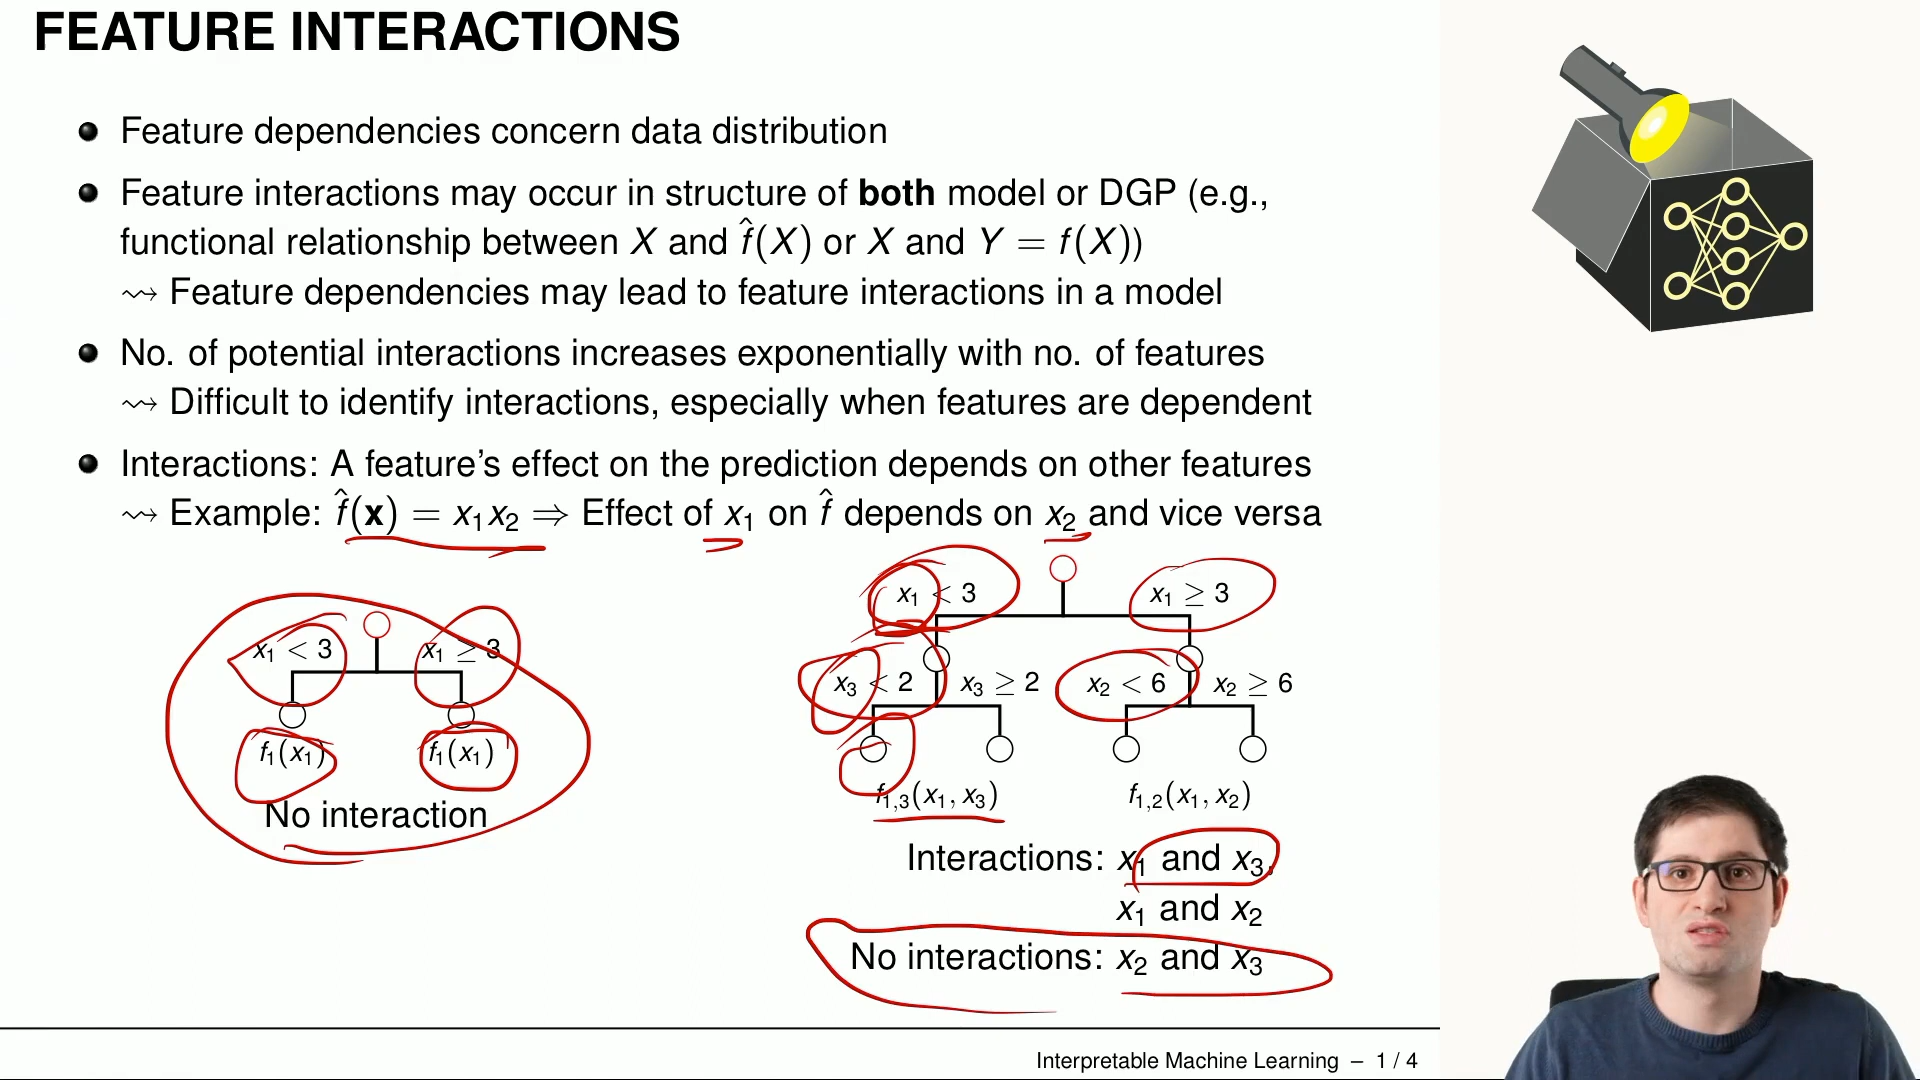 FEATURE INTERACTIONS
Feature dependencies concern data distribution
Feature interactions may occur in structure of both model or DGP (e.g.,
functional relationship between X and f̂(X) or X and Y = f(X))
⇝ Feature dependencies may lead to feature interactions in a model
No. of potential interactions increases exponentially with no. of features
⇝ Difficult to identify interactions, especially when features are dependent
Interactions: A feature's effect on the prediction depends on other features
⇝ Example: f̂(x) = x₁x₂ ⇒ Effect of x₁ on f̂ depends on x₂ and vice versa
x₁ < 3 x₁ ≥ 3
f₁(x₁) f₁(x₁)
No interaction
x₁ < 3 x₁ ≥ 3
x₃ < 2 x₃ ≥ 2 x₂ < 6 x₂ ≥ 6
f₁,₃(x₁, x₃) f₁,₂(x₁, x₂)
Interactions: x₁ and x₃,
x₁ and x₂
No interactions: x₂ and x₃
Interpretable Machine Learning – 1 / 4